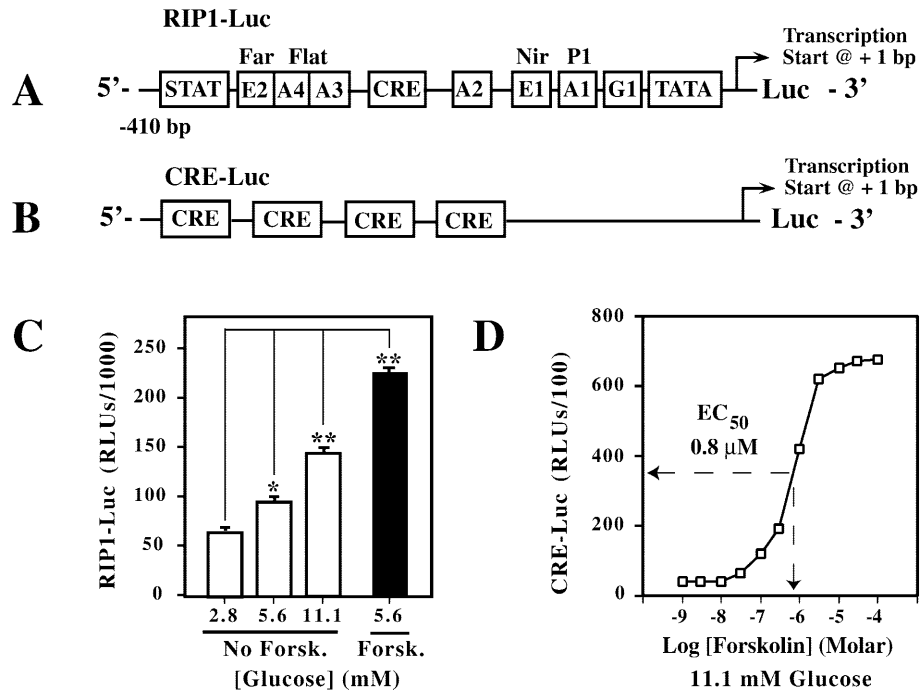 RIP1-Luc
Transcription
Start @ + 1 bp
Far Flat Nir P1
A 5’- STAT E2 A4 A3 CRE A2 E1 A1 G1 TATA Luc - 3’
-410 bp
CRE-Luc
Transcription
Start @ + 1 bp
B 5’- CRE CRE CRE CRE Luc - 3’
C
RIP1-Luc (RLUs/1000)
250
200
150
100
50
0
*
**
**
2.8 5.6 11.1 5.6
No Forsk. Forsk.
[Glucose] (mM)
D
CRE-Luc (RLUs/100)
800
600
400
200
0
EC50
0.8 µM
-9 -8 -7 -6 -5 -4
Log [Forskolin] (Molar)
11.1 mM Glucose